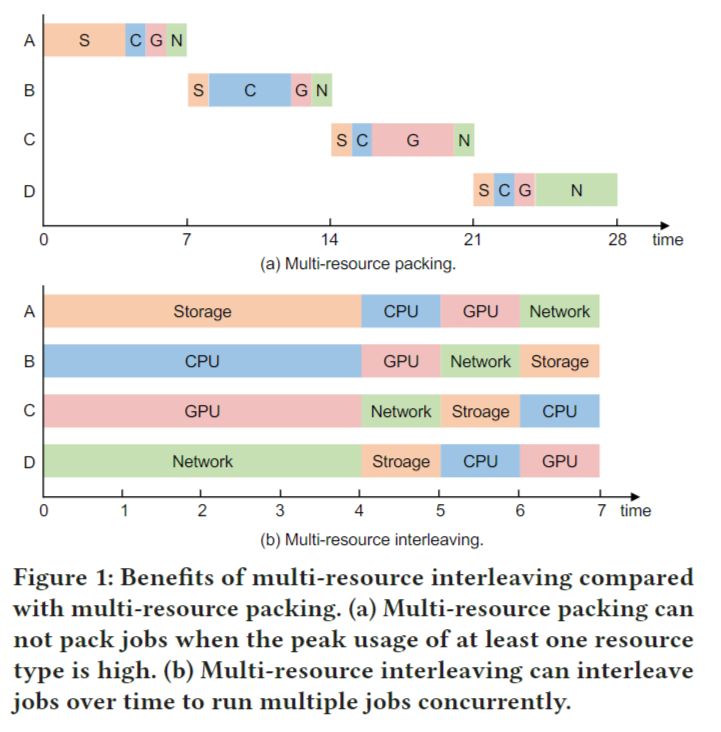 A S C G N
B S C G N
C S C G N
D S C G N
0 7 14 21 28 time
(a) Multi-resource packing.
A Storage CPU GPU Network
B CPU GPU Network Storage
C GPU Network Stroage CPU
D Network Stroage CPU GPU
0 1 2 3 4 5 6 7 time
(b) Multi-resource interleaving.
Figure 1: Benefits of multi-resource interleaving compared
with multi-resource packing. (a) Multi-resource packing can
not pack jobs when the peak usage of at least one resource
type is high. (b) Multi-resource interleaving can interleave
jobs over time to run multiple jobs concurrently.